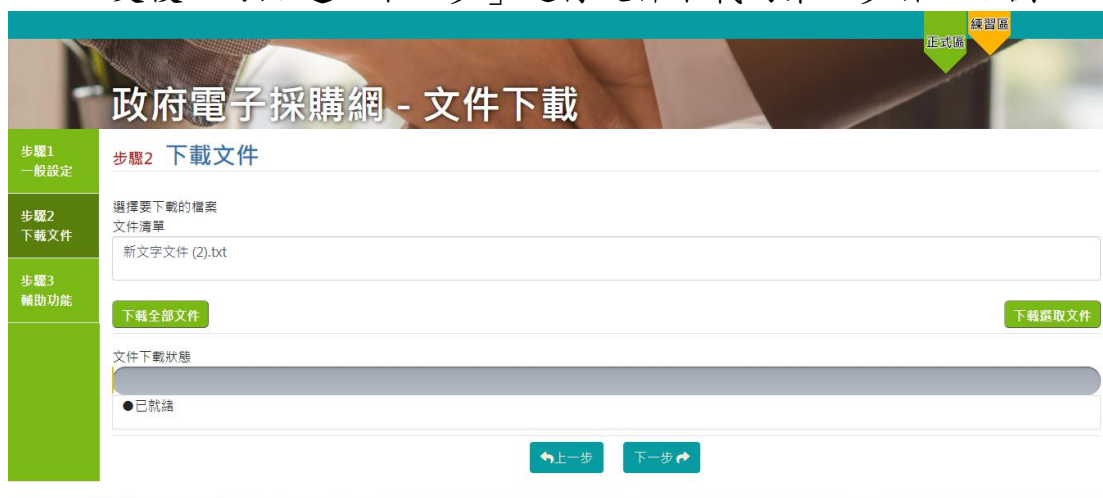 練習區
正式區
政府電子採購網 - 文件下載
步驟1
一般設定
步驟2
下載文件
步驟3
輔助功能
步驟2 下載文件
選擇要下載的檔案
文件清單
新文字文件 (2).txt
下載全部文件
下載選取文件
文件下載狀態
●已就緒
上一步
下一步